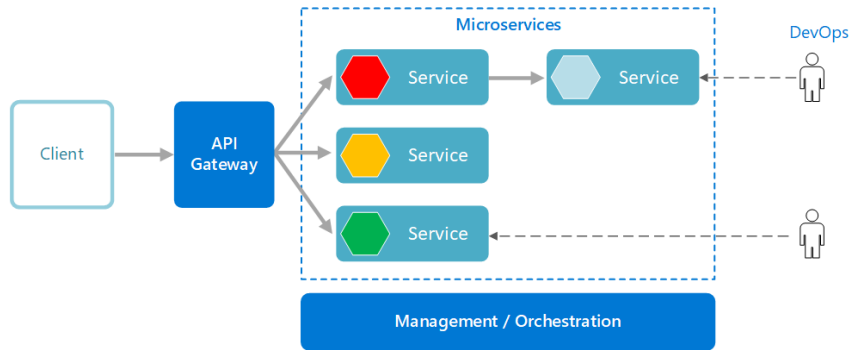 Microservices
DevOps
Service
Service
Client
API
Gateway
Service
Service
Management / Orchestration